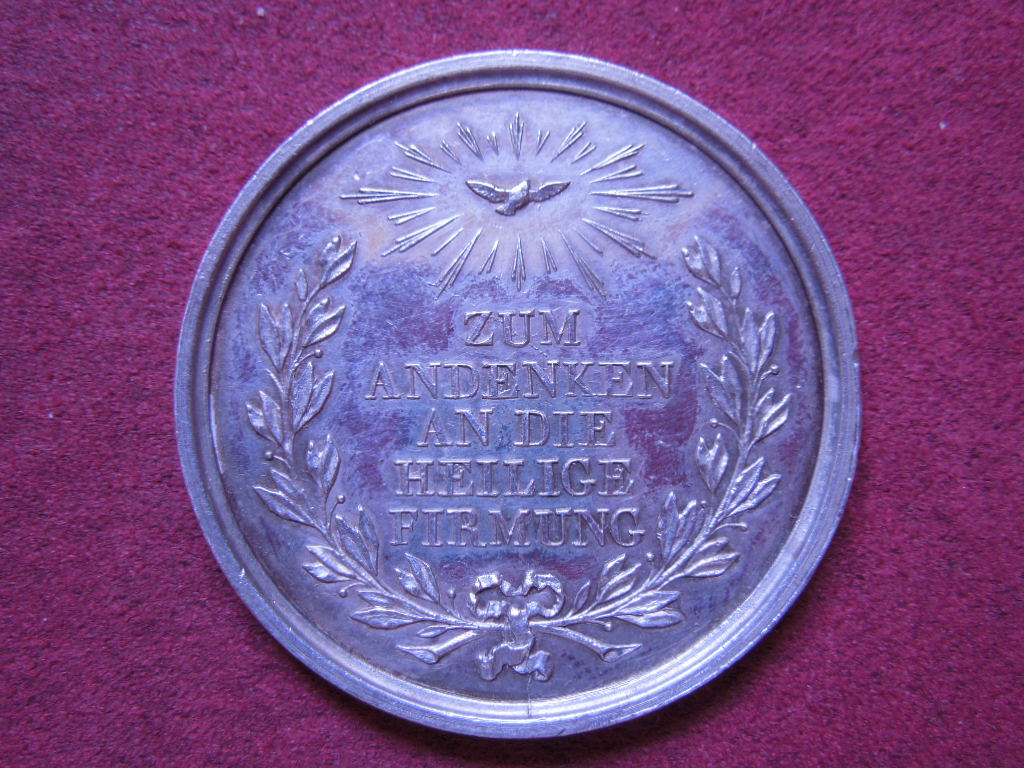 ZUM
ANDENKEN
AN DIE
HEILIGE
FIRMUNG